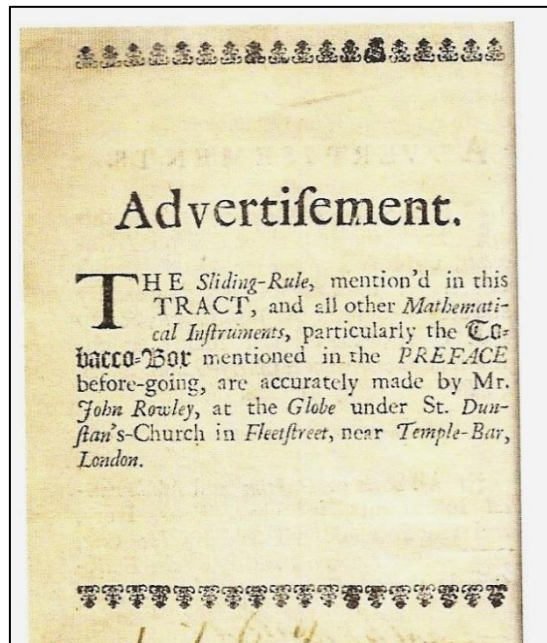 Advertiſement.
THE Sliding-Rule, mention'd in this
TRACT, and all other Mathemati-
cal Inſtruments, particularly the To-
bacco-Box mentioned in the PREFACE
before-going, are accurately made by Mr.
John Rowley, at the Globe under St. Dun-
ſtan's-Church in Fleetſtreet, near Temple-Bar,
London.